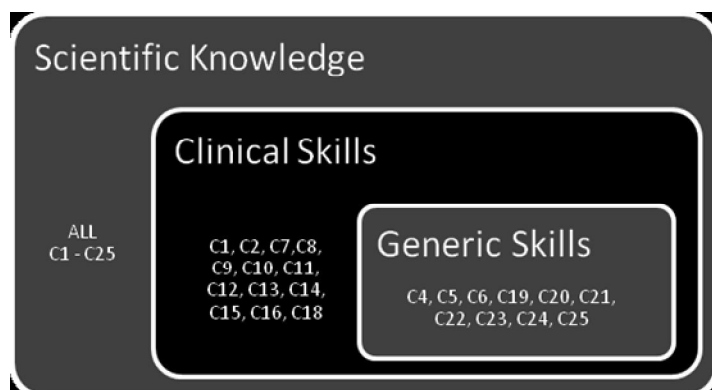 Scientific Knowledge
Clinical Skills
ALL
C1 - C25
C1, C2, C7,C8,
C9, C10, C11,
C12, C13, C14,
C15, C16, C18
Generic Skills
C4, C5, C6, C19, C20, C21,
C22, C23, C24, C25